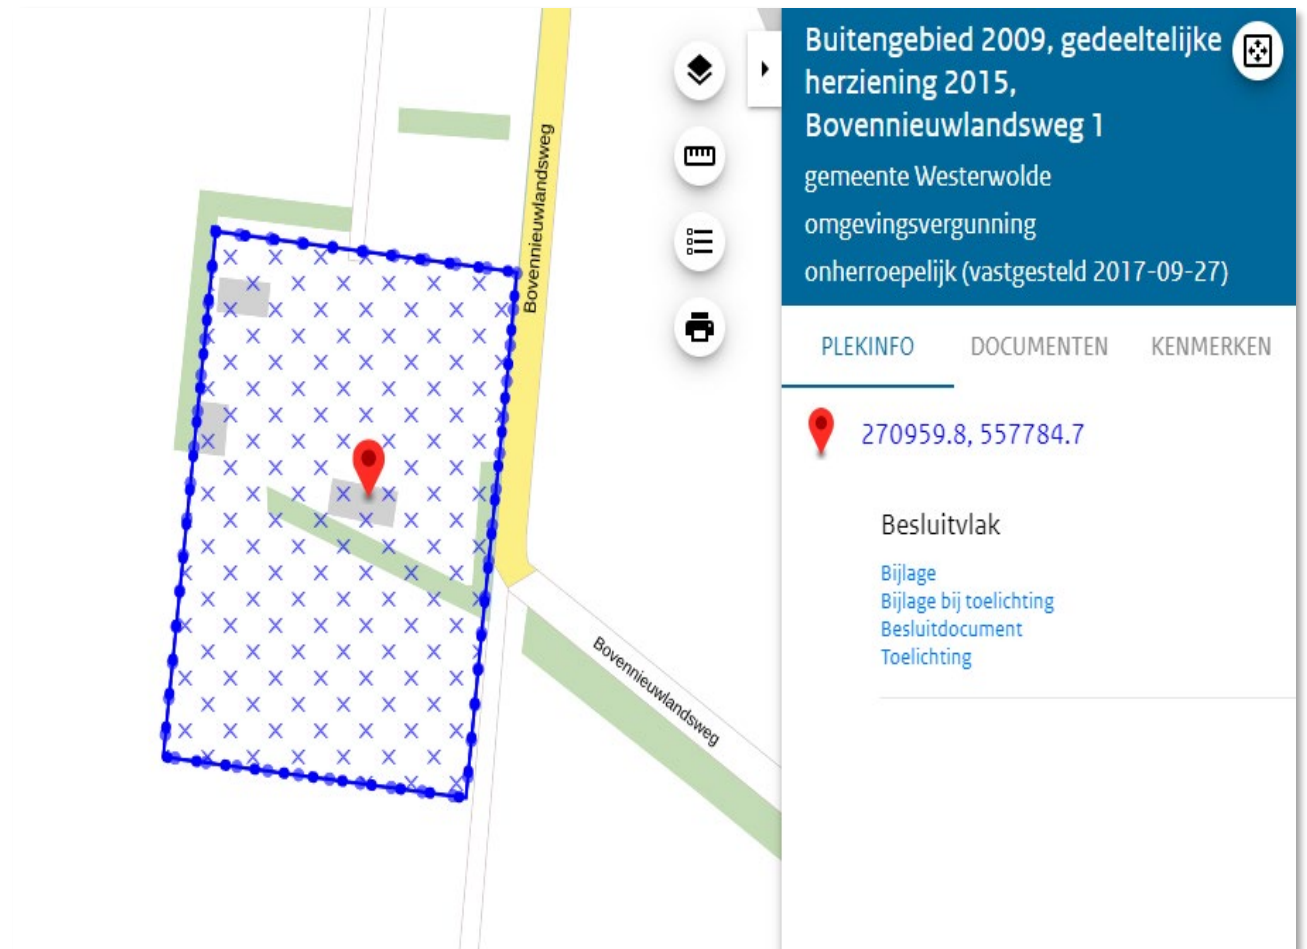 Buitengebied 2009, gedeeltelijke
herziening 2015,
Bovennieuwlandsweg 1
gemeente Westerwolde
omgevingsvergunning
onherroepelijk (vastgesteld 2017-09-27)
PLEKINFO DOCUMENTEN KENMERKEN
270959.8, 557784.7
Besluitvlak
Bijlage
Bijlage bij toelichting
Besluitdocument
Toelichting
Bovennieuwlandsweg
Bovennieuwlandsweg